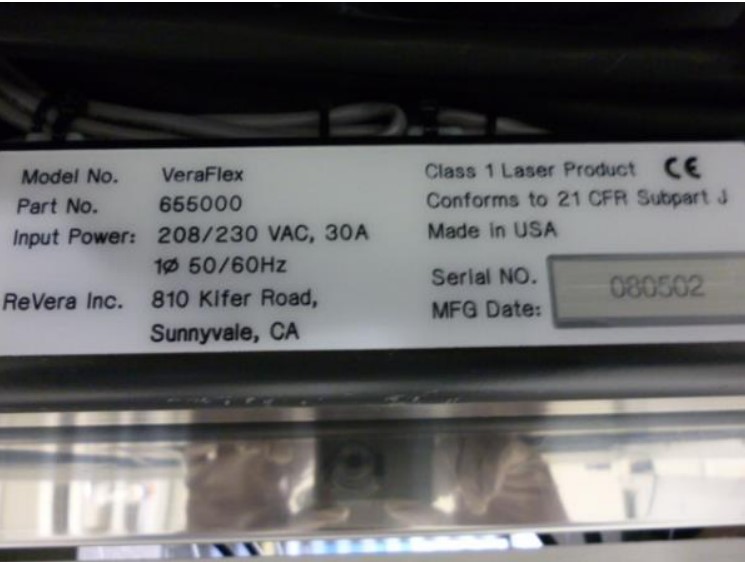 Model No. VeraFlex
Part No. 655000
Input Power: 208/230 VAC, 30A
1Ø 50/60Hz
ReVera Inc. 810 Kifer Road,
Sunnyvale, CA
Class 1 Laser Product CE
Conforms to 21 CFR Subpart J
Made in USA
Serial NO. 080502
MFG Date: